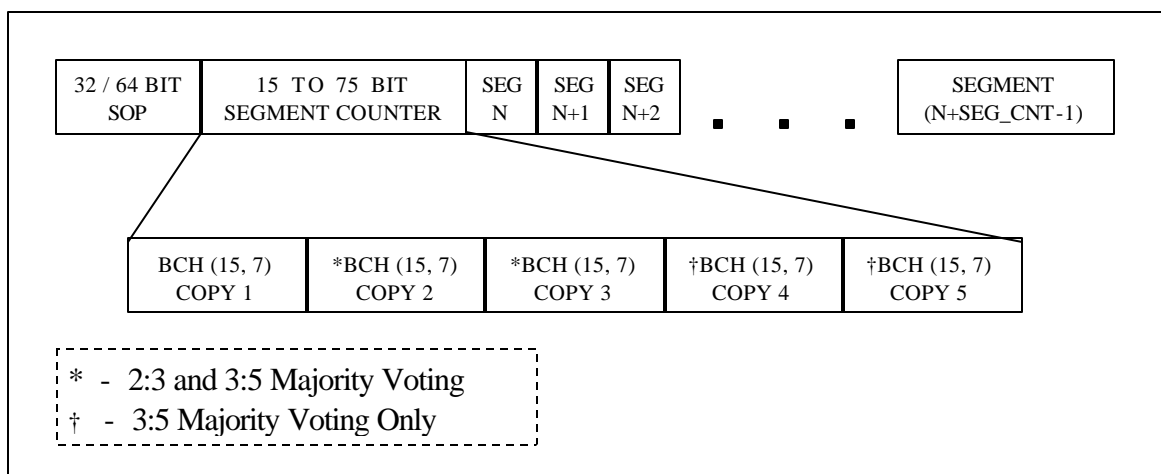 32 / 64 BIT
SOP
15 TO 75 BIT
SEGMENT COUNTER
SEG
N
SEG
N+1
SEG
N+2
. . .
SEGMENT
(N+SEG_CNT-1)
BCH (15, 7)
COPY 1
*BCH (15, 7)
COPY 2
*BCH (15, 7)
COPY 3
†BCH (15, 7)
COPY 4
†BCH (15, 7)
COPY 5
* - 2:3 and 3:5 Majority Voting
† - 3:5 Majority Voting Only